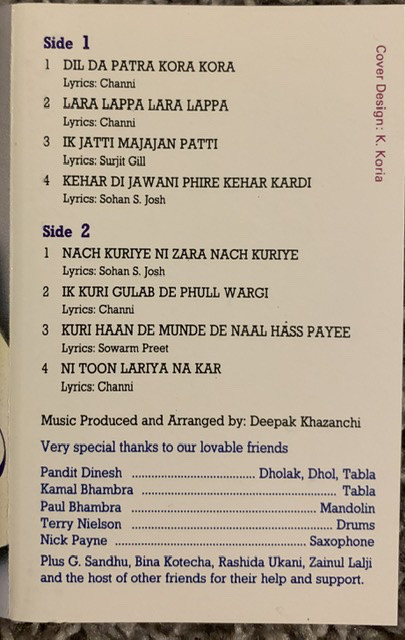 Side 1
1 DIL DA PATRA KORA KORA
Lyrics: Channi
2 LARA LAPPA LARA LAPPA
Lyrics: Channi
3 IK JATTI MAJAJAN PATTI
Lyrics: Surjit Gill
4 KEHAR DI JAWANI PHIRE KEHAR KARDI
Lyrics: Sohan S. Josh
Side 2
1 NACH KURIYE NI ZARA NACH KURIYE
Lyrics: Sohan S. Josh
2 IK KURI GULAB DE PHULL WARGI
Lyrics: Channi
3 KURI HAAN DE MUNDE DE NAAL HASS PAYEE
Lyrics: Sowarm Preet
4 NI TOON LARIYA NA KAR
Lyrics: Channi
Music Produced and Arranged by: Deepak Khazanchi
Very special thanks to our lovable friends
Pandit Dinesh .................................... Dholak, Dhol, Tabla
Kamal Bhambra .................................... Tabla
Paul Bhambra .................................... Mandolin
Terry Nielson .................................... Drums
Nick Payne .................................... Saxophone
Plus G. Sandhu, Bina Kotecha, Rashida Ukani, Zainul Lalji
and the host of other friends for their help and support.
Cover Design: K. Koria